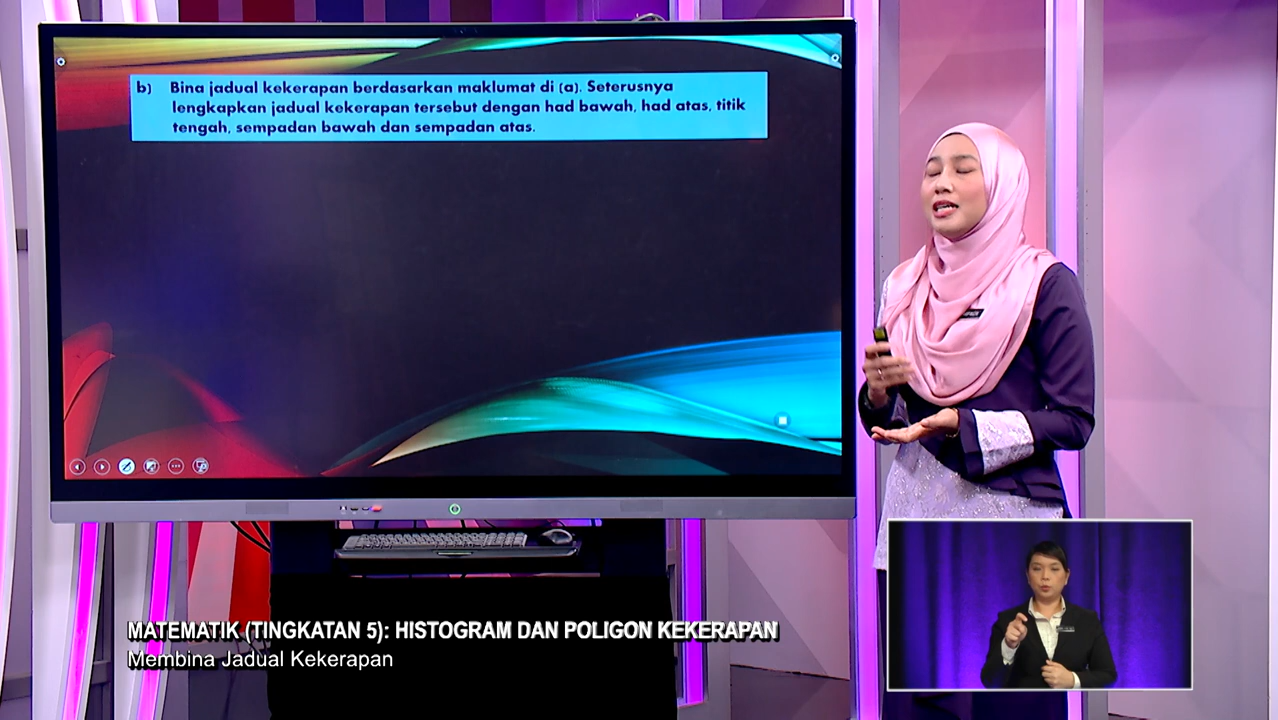 b) Bina jadual kekerapan berdasarkan maklumat di (a). Seterusnya
lengkapkan jadual kekerapan tersebut dengan had bawah, had atas, titik
tengah, sempadan bawah dan sempadan atas.
MATEMATIK (TINGKATAN 5): HISTOGRAM DAN POLIGON KEKERAPAN
Membina Jadual Kekerapan